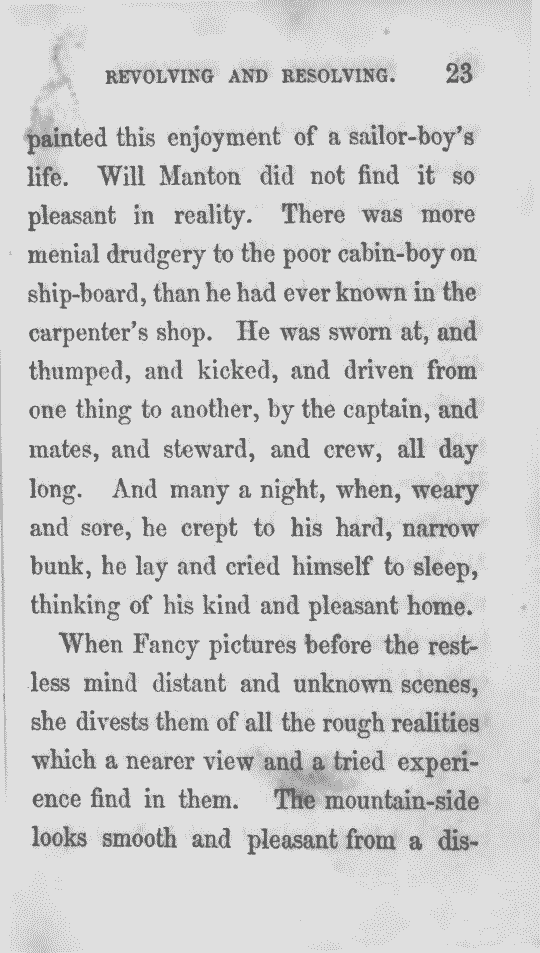 REVOLVING AND RESOLVING. 23
painted this enjoyment of a sailor-boy's
life. Will Manton did not find it so
pleasant in reality. There was more
menial drudgery to the poor cabin-boy on
ship-board, than he had ever known in the
carpenter's shop. He was sworn at, and
thumped, and kicked, and driven from
one thing to another, by the captain, and
mates, and steward, and crew, all day
long. And many a night, when, weary
and sore, he crept to his hard, narrow
bunk, he lay and cried himself to sleep,
thinking of his kind and pleasant home.
When Fancy pictures before the rest-
less mind distant and unknown scenes,
she divests them of all the rough realities
which a nearer view and a tried experi-
ence find in them. The mountain-side
looks smooth and pleasant from a dis-